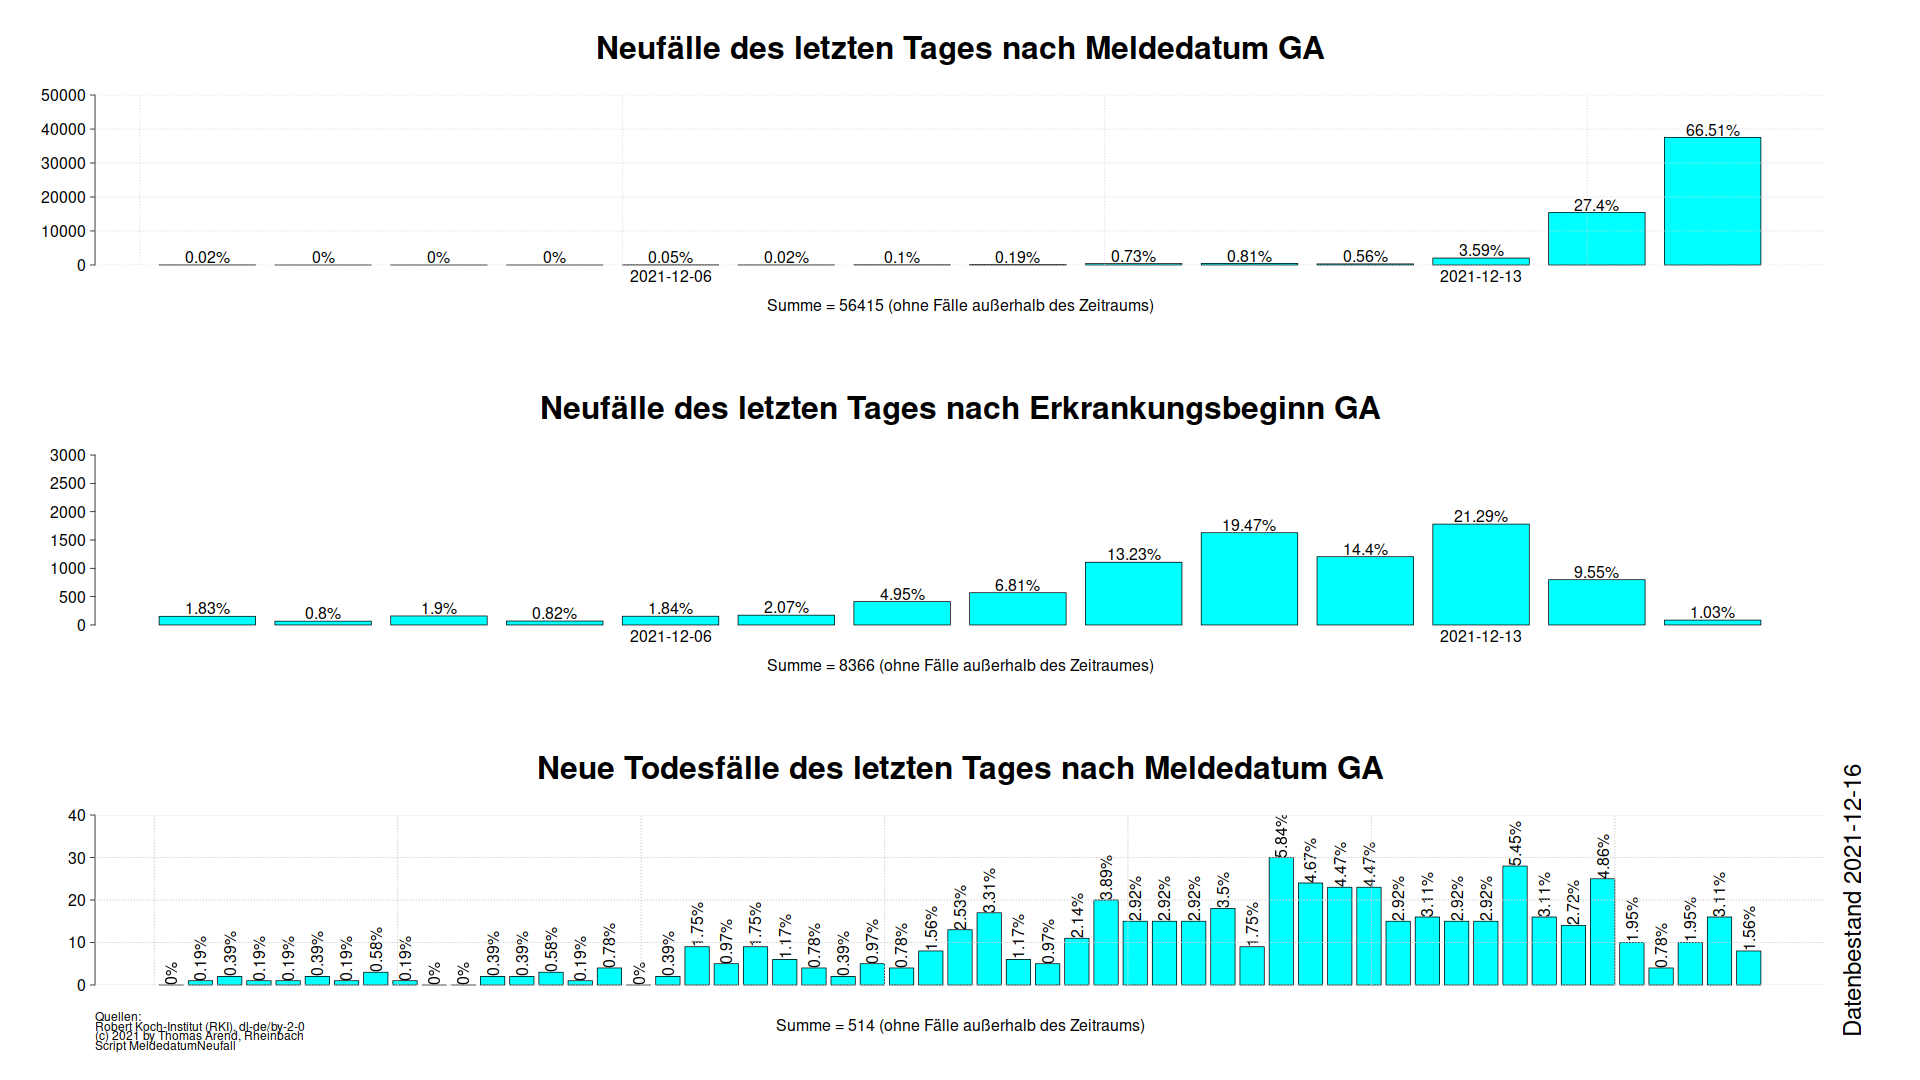 Neufälle des letzten Tages nach Meldedatum GA
50000
40000
30000
20000
10000
0
0.02% 0% 0% 0% 0.05% 0.02% 0.1% 0.19% 0.73% 0.81% 0.56% 3.59% 27.4% 66.51%
2021-12-06 2021-12-13
Summe = 56415 (ohne Fälle außerhalb des Zeitraums)
Neufälle des letzten Tages nach Erkrankungsbeginn GA
3000
2500
2000
1500
1000
500
0
1.83% 0.8% 1.9% 0.82% 1.84% 2.07% 4.95% 6.81% 13.23% 19.47% 14.4% 21.29% 9.55% 1.03%
2021-12-06 2021-12-13
Summe = 8366 (ohne Fälle außerhalb des Zeitraumes)
Neue Todesfälle des letzten Tages nach Meldedatum GA
40
30
20
10
0
0% 0.19% 0.39% 0.19% 0.19% 0.39% 0.19% 0.58% 0.19% 0% 0% 0.39% 0.39% 0.58% 0.19% 0.78% 0% 0.39% 1.75% 0.97% 1.75% 1.17% 0.78% 0.39% 0.97% 0.78% 1.56% 2.53% 3.31% 1.17% 0.97% 2.14% 3.89% 2.92% 2.92% 2.92% 3.5% 1.75% 5.84% 4.67% 4.47% 4.47% 2.92% 3.11% 2.92% 2.92% 5.45% 3.11% 2.72% 4.86% 1.95% 0.78% 1.95% 3.11% 1.56%
Summe = 514 (ohne Fälle außerhalb des Zeitraums)
Quellen:
Robert Koch-Institut (RKI), dl-de/by-2-0
(c) 2021 by Thomas Arend, Rheinbach
Script MeldedatumNeufall
Datenbestand 2021-12-16